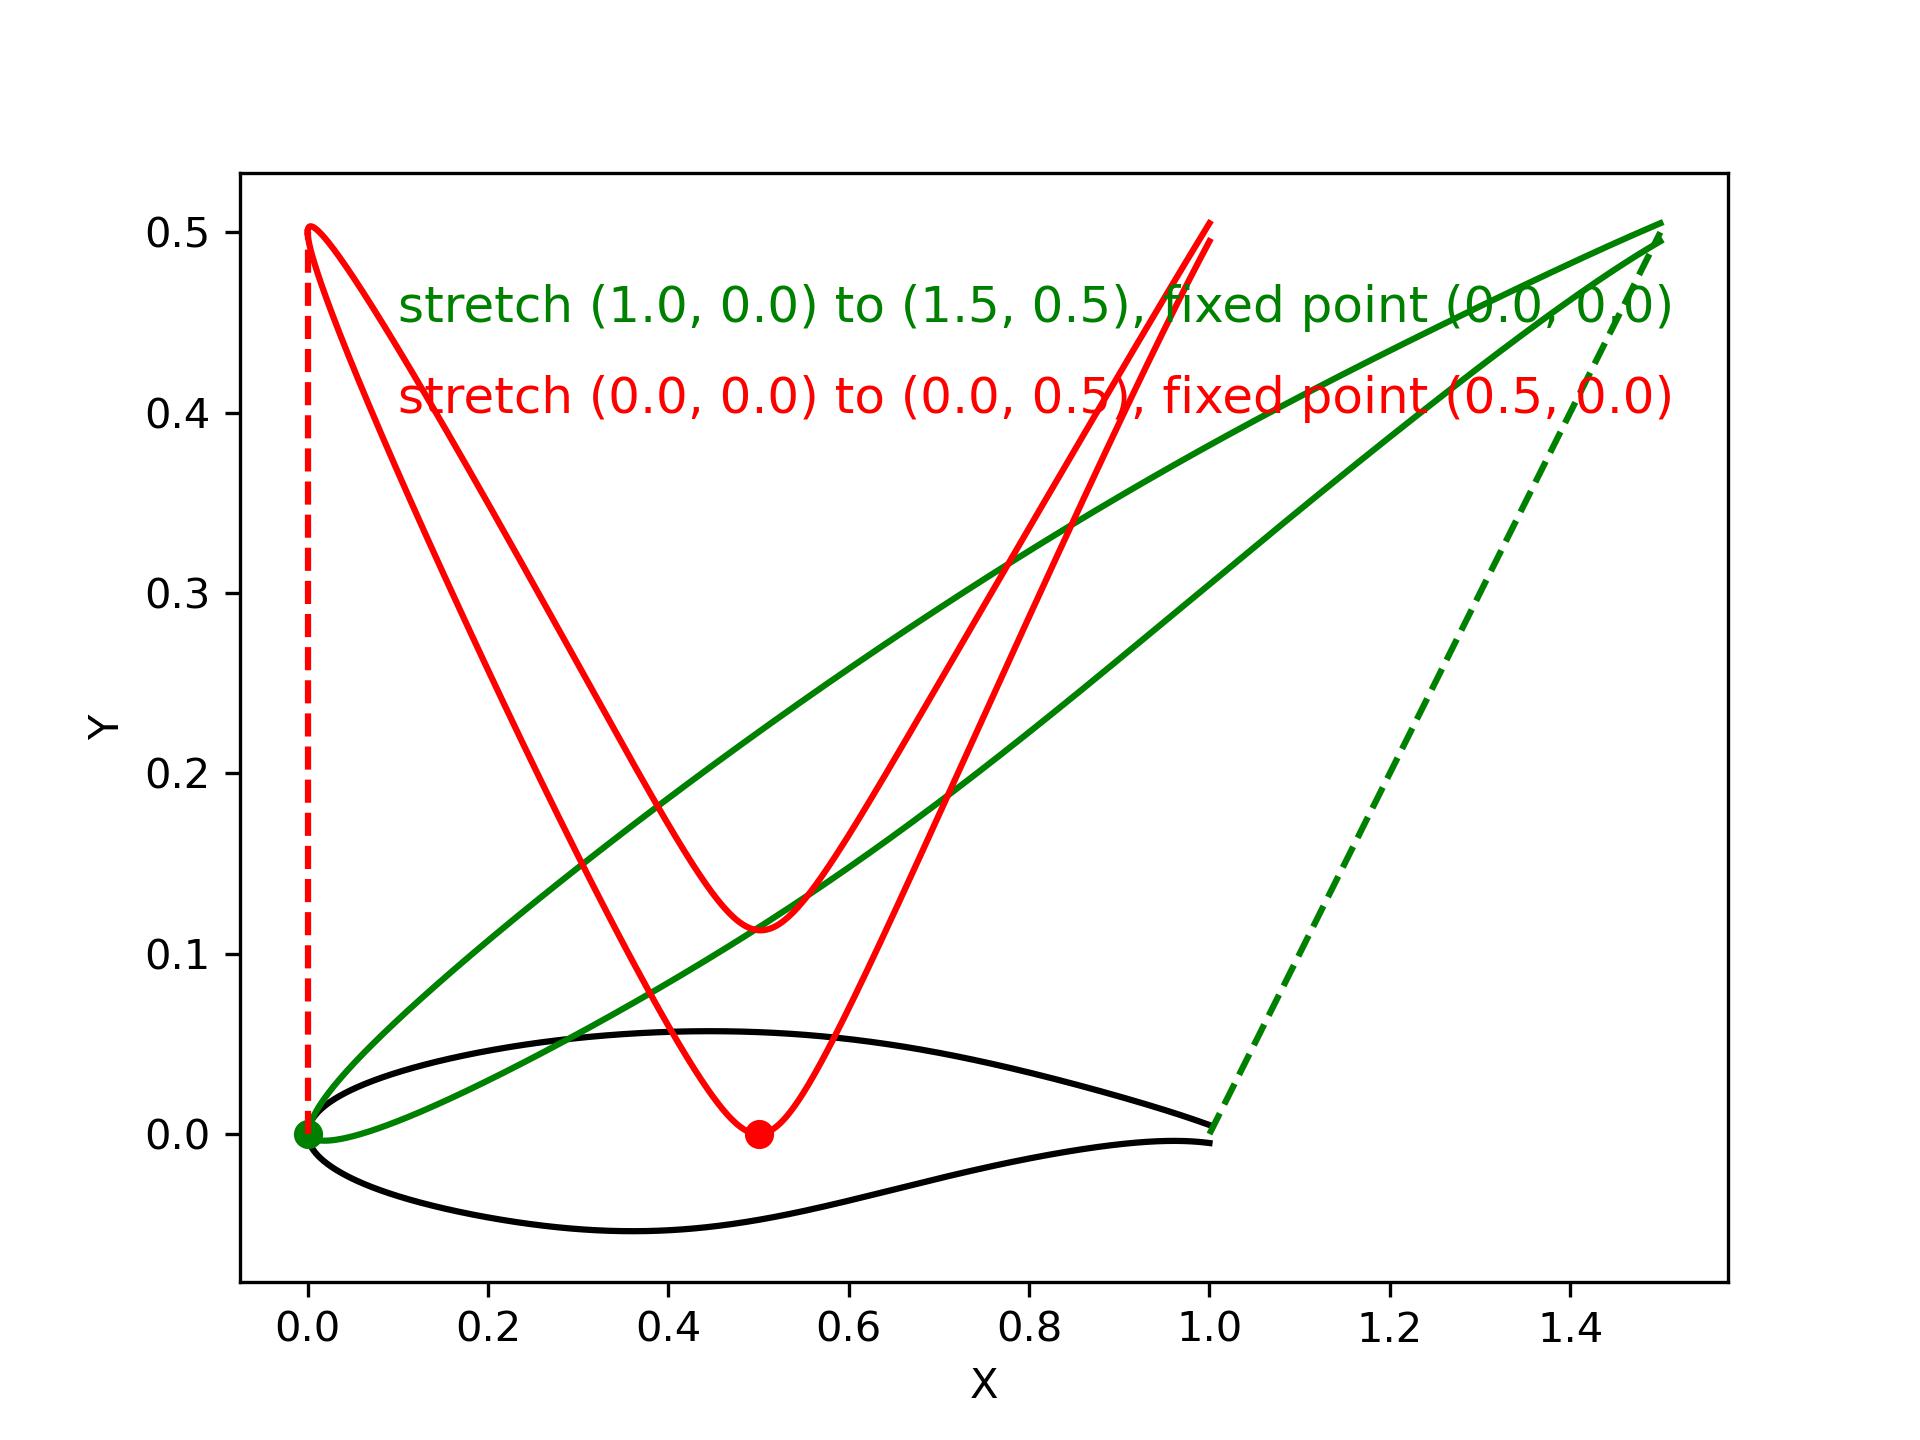 0.5
stretch (1.0, 0.0) to (1.5, 0.5), fixed point (0.0, 0.0)
stretch (0.0, 0.0) to (0.0, 0.5), fixed point (0.5, 0.0)
0.4
0.3
Y
0.2
0.1
0.0
0.0 0.2 0.4 0.6 0.8 1.0 1.2 1.4
X